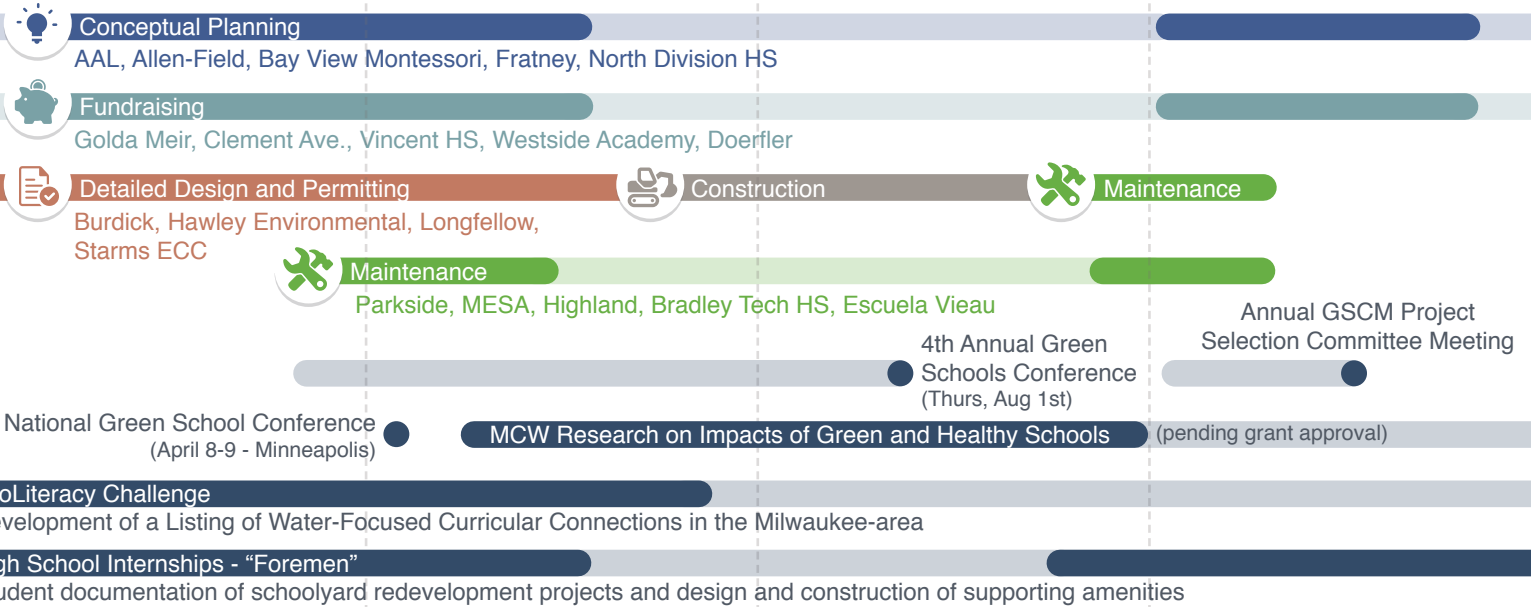 Conceptual Planning
AAL, Allen-Field, Bay View Montessori, Fratney, North Division HS
Fundraising
Golda Meir, Clement Ave., Vincent HS, Westside Academy, Doerfler
Detailed Design and Permitting
Construction
Maintenance
Burdick, Hawley Environmental, Longfellow,
Starms ECC
Maintenance
Parkside, MESA, Highland, Bradley Tech HS, Escuela Vieau
Annual GSCM Project
Selection Committee Meeting
4th Annual Green
Schools Conference
(Thurs, Aug 1st)
National Green School Conference
(April 8-9 - Minneapolis)
MCW Research on Impacts of Green and Healthy Schools
(pending grant approval)
oLiteracy Challenge
evelopment of a Listing of Water-Focused Curricular Connections in the Milwaukee-area
gh School Internships - “Foremen”
udent documentation of schoolyard redevelopment projects and design and construction of supporting amenities